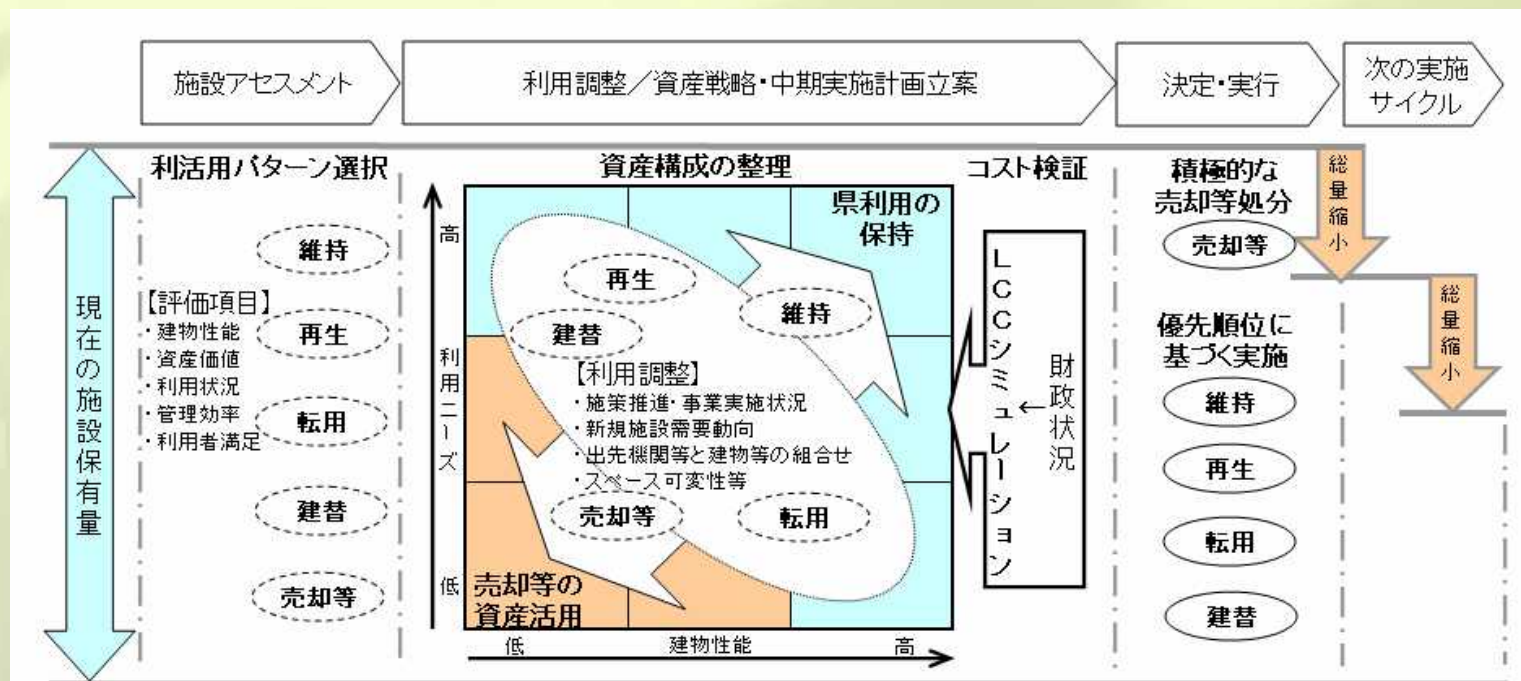 施設アセスメント
利用調整／資産戦略・中期実施計画立案
決定・実行
次の実施
サイクル
現在の施設保有量
利活用パターン選択
維持
【評価項目】
・建物性能
・資産価値
・利用状況
・管理効率
・利用者満足
再生
転用
建替
売却等
資産構成の整理
高
利用ニーズ
低
県利用の
保持
再生
維持
建替
【利用調整】
・施策推進・事業実施状況
・新規施設需要動向
・出先機関等と建物等の組合せ
・スペース可変性等
売却等
転用
売却等の
資産活用
低
建物性能
高
コスト検証
LCCシミュレーション
←
財政状況
積極的な
売却等処分
売却等
優先順位に
基づく実施
維持
再生
転用
建替
総量縮小
総量縮小